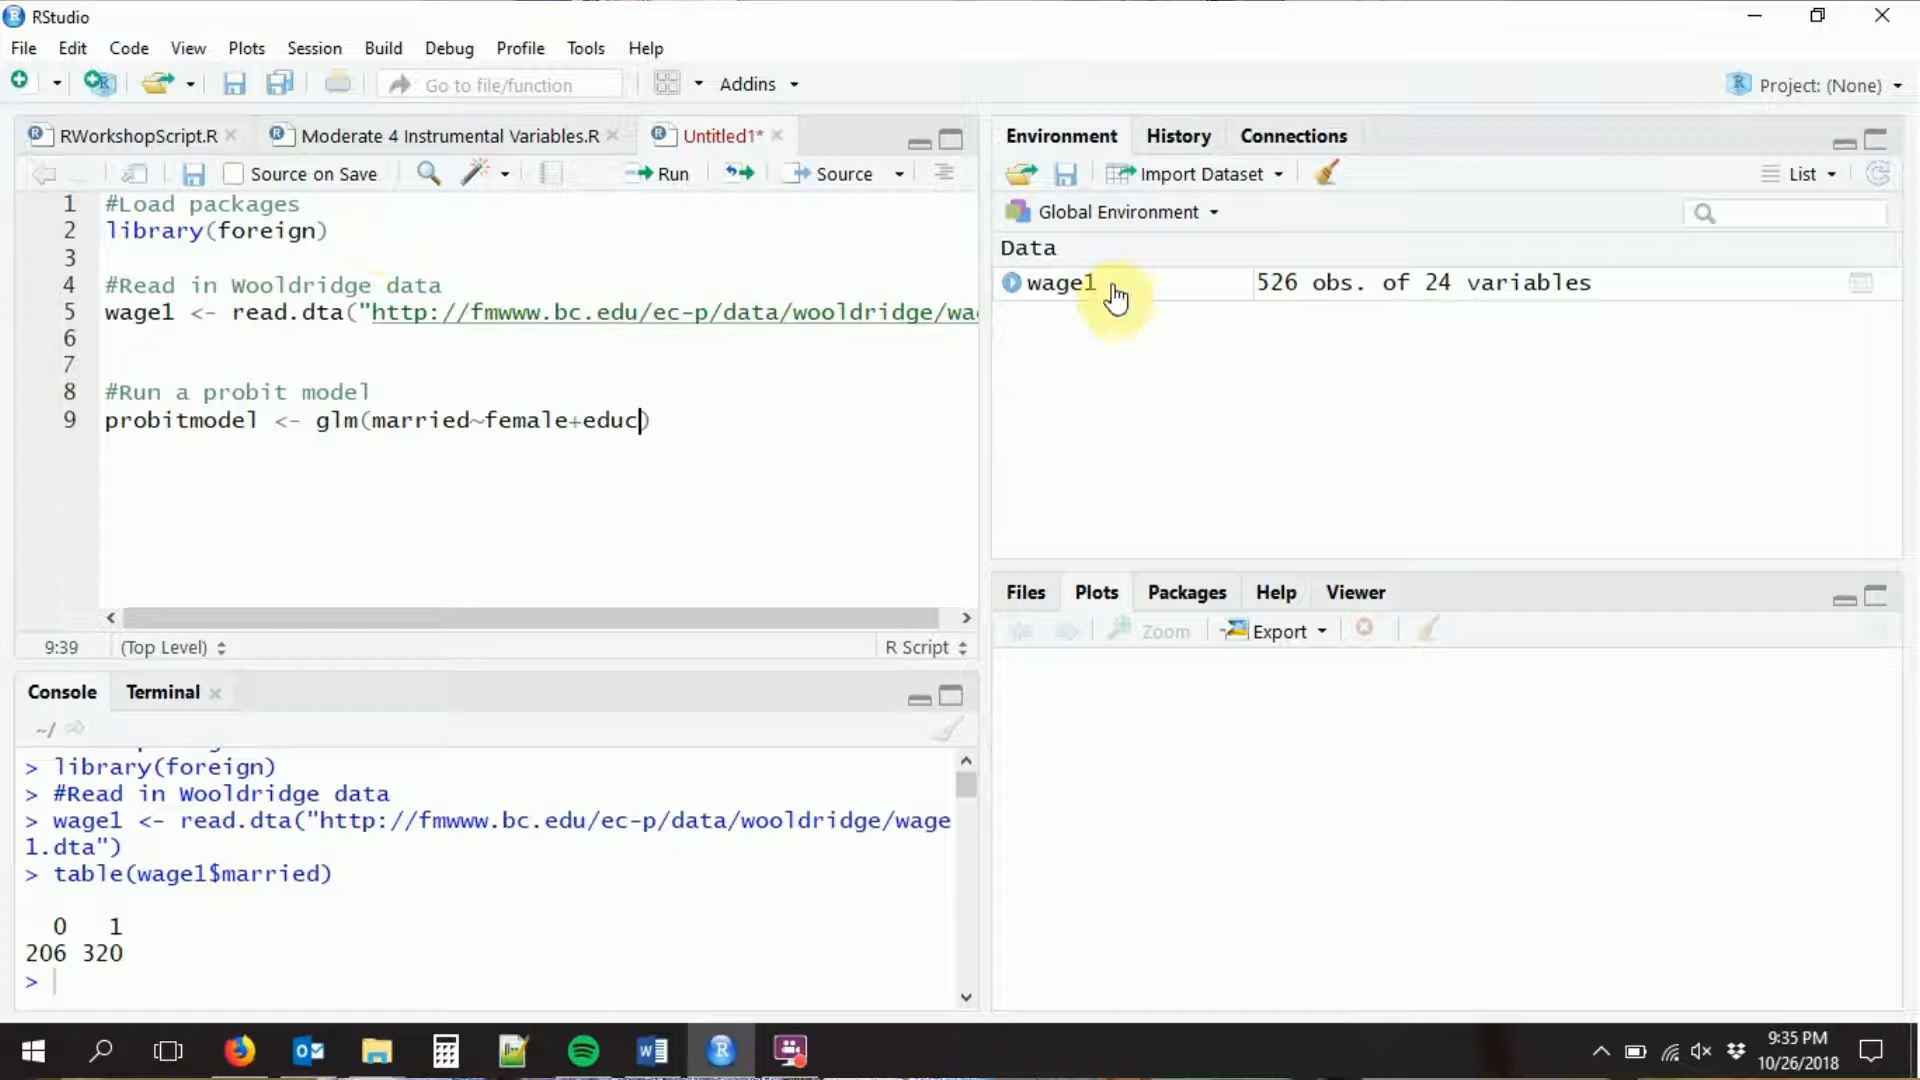 RStudio
File Edit Code View Plots Session Build Debug Profile Tools Help
Go to file/function Addins Project: (None)
RWorkshopScript.R Moderate 4 Instrumental Variables.R Untitled1*
Source on Save Run Source
1 #Load packages
2 library(foreign)
3
4 #Read in Wooldridge data
5 wage1 <- read.dta("http://fmwww.bc.edu/ec-p/data/wooldridge/wa
6
7
8 #Run a probit model
9 probitmodel <- glm(married~female+educ)
9:39 (Top Level) R Script
Console Terminal
~/
> library(foreign)
> #Read in Wooldridge data
> wage1 <- read.dta("http://fmwww.bc.edu/ec-p/data/wooldridge/wage
1.dta")
> table(wage1$married)
0 1
206 320
>
Environment History Connections
Import Dataset List
Global Environment
Data
wage1 526 obs. of 24 variables
Files Plots Packages Help Viewer
Zoom Export
9:35 PM
10/26/2018